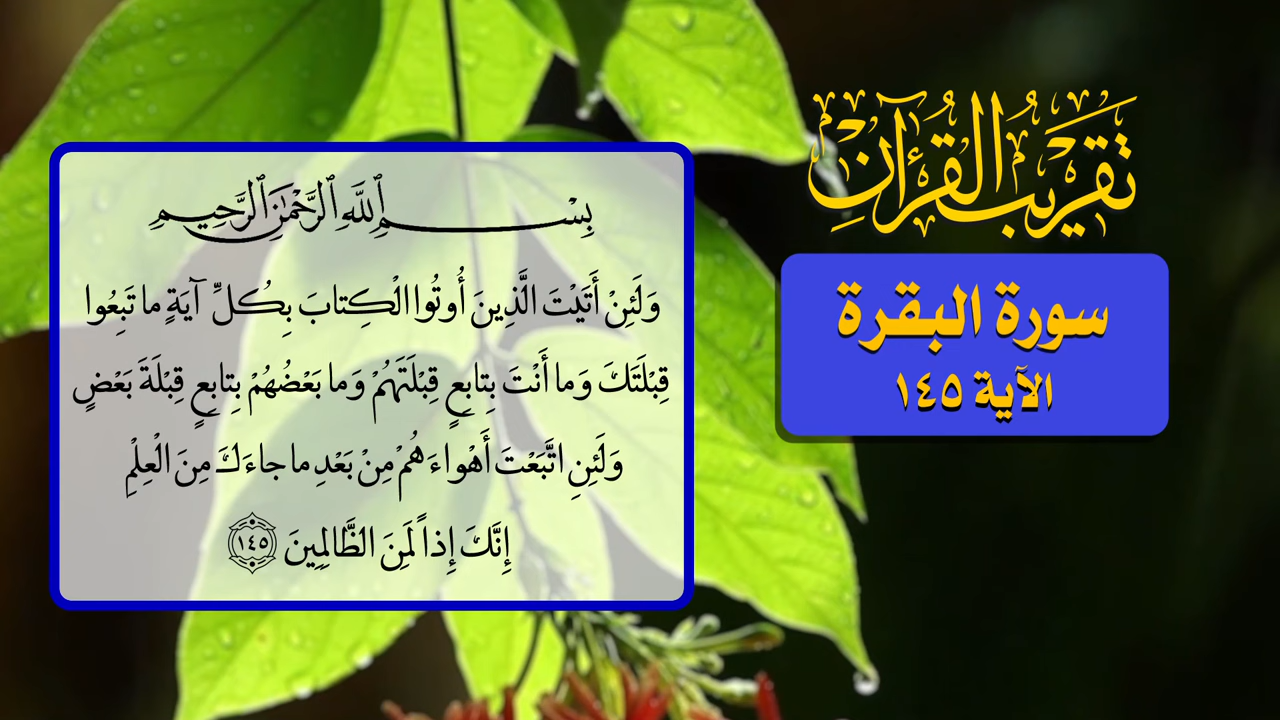 تقريب القرآن
سورة البقرة
الآية ١٤٥
بِسْمِ ٱللَّهِ ٱلرَّحْمَٰنِ ٱلرَّحِيمِ
وَلَئِنْ أَتَيْتَ الَّذِينَ أُوتُوا الْكِتابَ بِكُلِّ آيَةٍ ما تَبِعُوا
قِبْلَتَكَ وَما أَنْتَ بِتابِعٍ قِبْلَتَهُمْ وَما بَعْضُهُمْ بِتابِعٍ قِبْلَةَ بَعْضٍ
وَلَئِنِ اتَّبَعْتَ أَهْواءَهُمْ مِنْ بَعْدِ ما جاءَكَ مِنَ الْعِلْمِ
إِنَّكَ إِذاً لَمِنَ الظَّالِمِينَ ١٤٥